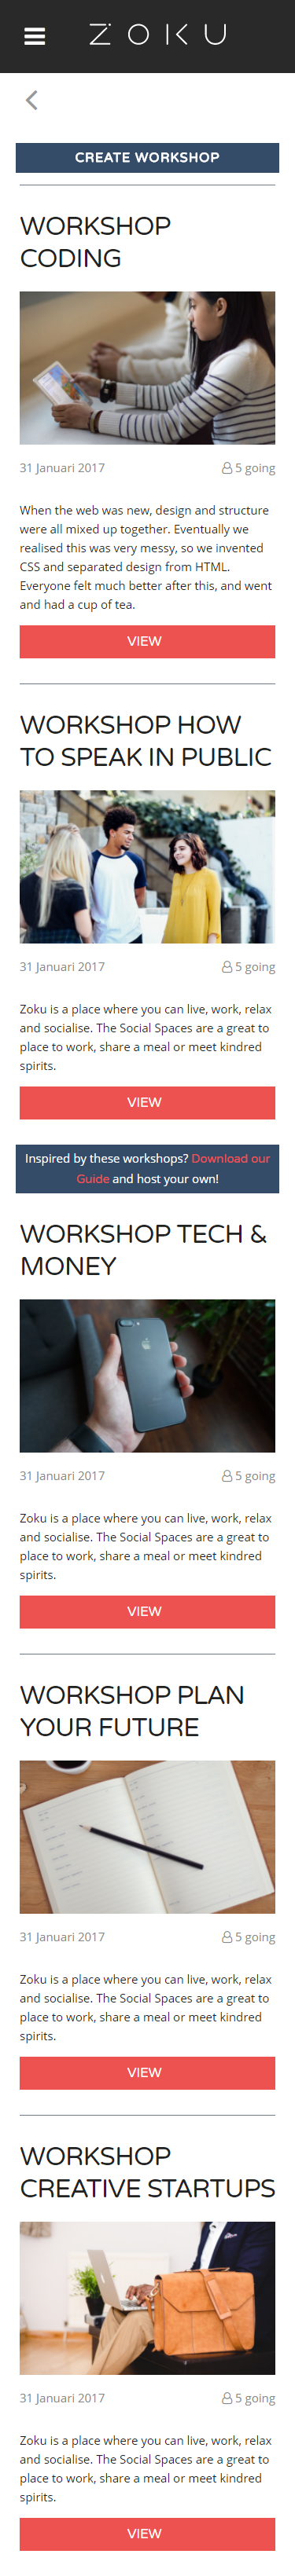 ZOKU
CREATE WORKSHOP
WORKSHOP
CODING
31 Januari 2017 5 going
When the web was new, design and structure
were all mixed up together. Eventually we
realised this was very messy, so we invented
CSS and separated design from HTML.
Everyone felt much better after this, and went
and had a cup of tea.
VIEW
WORKSHOP HOW
TO SPEAK IN PUBLIC
31 Januari 2017 5 going
Zoku is a place where you can live, work, relax
and socialise. The Social Spaces are a great to
place to work, share a meal or meet kindred
spirits.
VIEW
Inspired by these workshops? Download our
Guide and host your own!
WORKSHOP TECH &
MONEY
31 Januari 2017 5 going
Zoku is a place where you can live, work, relax
and socialise. The Social Spaces are a great to
place to work, share a meal or meet kindred
spirits.
VIEW
WORKSHOP PLAN
YOUR FUTURE
31 Januari 2017 5 going
Zoku is a place where you can live, work, relax
and socialise. The Social Spaces are a great to
place to work, share a meal or meet kindred
spirits.
VIEW
WORKSHOP
CREATIVE STARTUPS
31 Januari 2017 5 going
Zoku is a place where you can live, work, relax
and socialise. The Social Spaces are a great to
place to work, share a meal or meet kindred
spirits.
VIEW